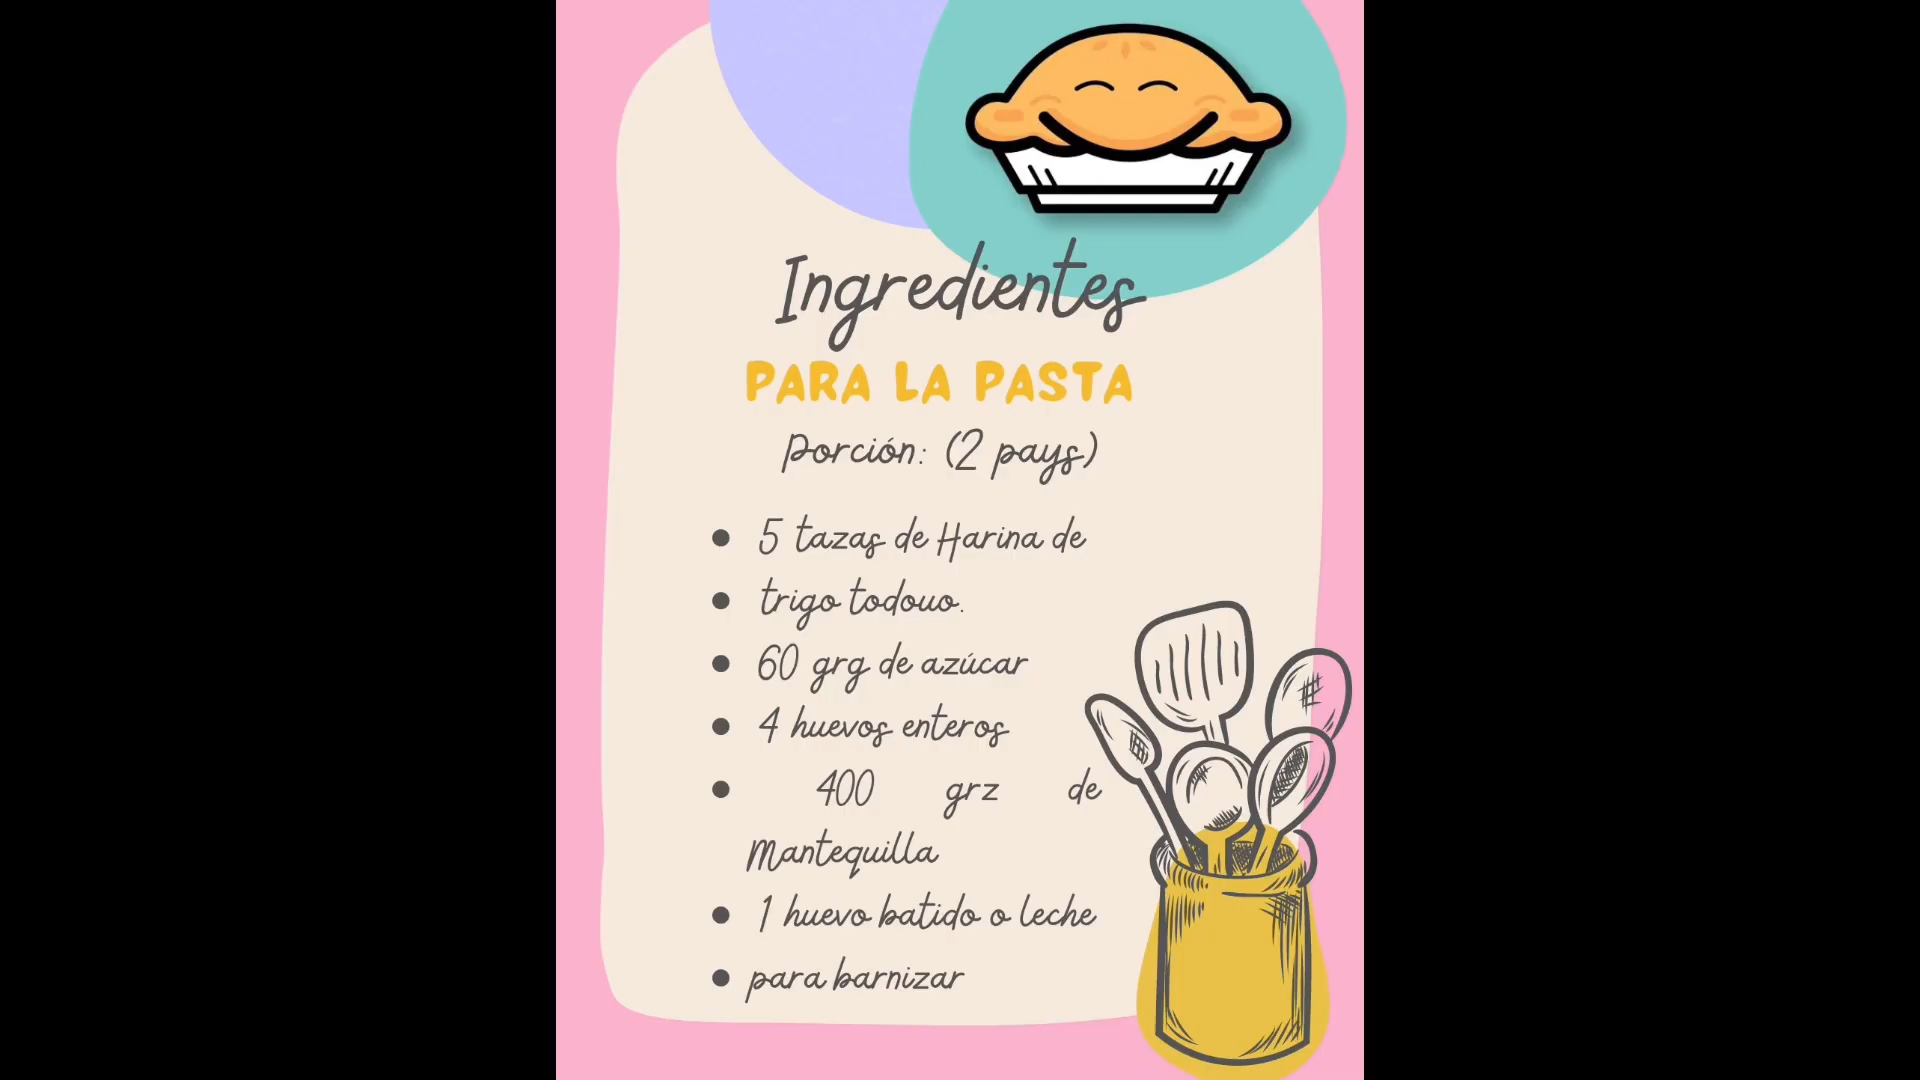 Ingredientes
PARA LA PASTA
Porción: (2 pays)
• 5 tazas de Harina de
• trigo todouo.
• 60 grg de azúcar
• 4 huevos enteros
• 400 grz de
Mantequilla
• 1 huevo batido o leche
• para barnizar